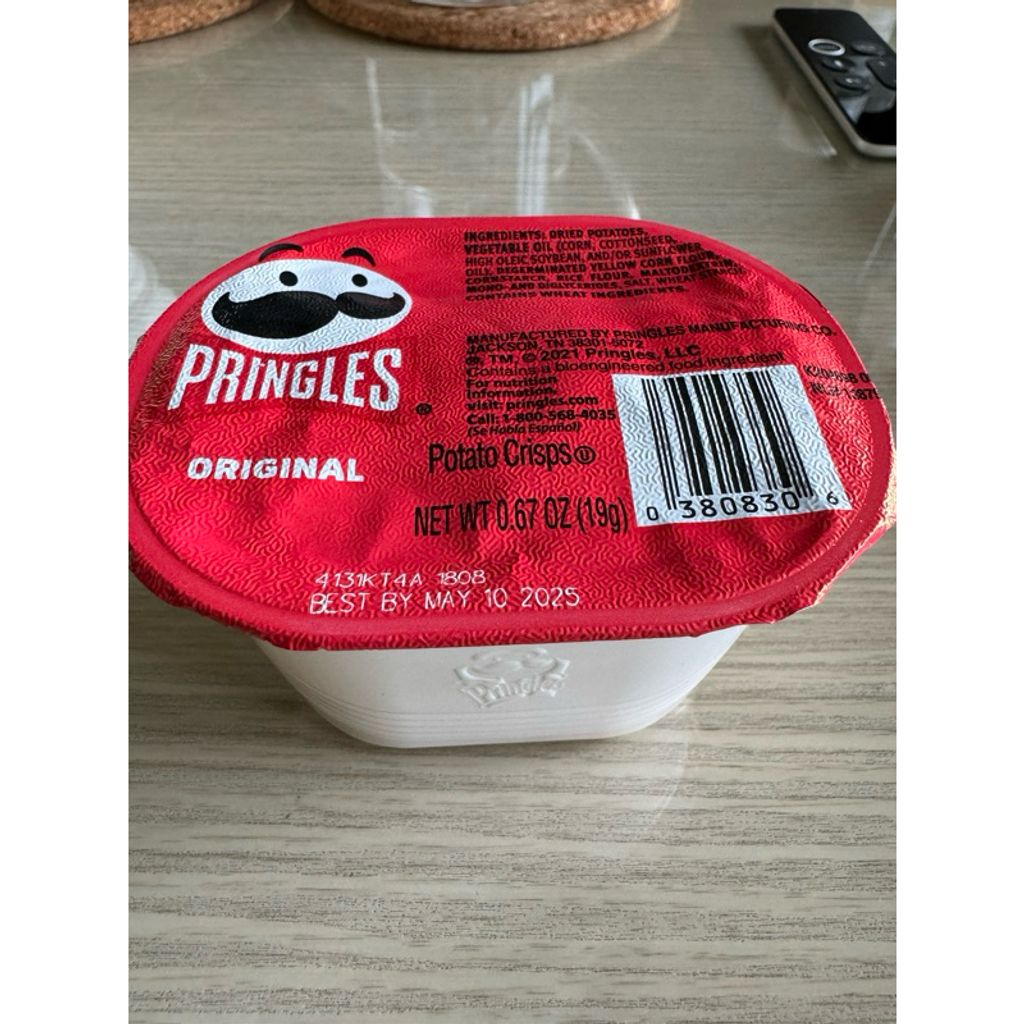 INGREDIENTS: DRIED POTATOES,
VEGETABLE OIL (CORN, COTTONSEED,
HIGH OLEIC SOYBEAN, AND/OR SUNFLOWER
OIL), DEGERMINATED YELLOW CORN FLOUR,
CORNSTARCH, RICE FLOUR, MALTODEXTRIN,
MONO- AND DIGLYCERIDES, SALT, WHEAT
CONTAINS WHEAT INGREDIENTS.
PRINGLES®
ORIGINAL
MANUFACTURED BY PRINGLES MANUFACTURING CO.
JACKSON, TN 38301-5072
®, TM, © 2021 Pringles, LLC
Contains a bioengineered food ingredient
For nutrition
information,
visit: pringles.com
Call: 1-800-568-4035
(Se Habla Español)
Potato Crisps Ⓤ
NET WT 0.67 OZ (19g)
0 380830 6
4131KT4A 1808
BEST BY MAY 10 2025
Pringles